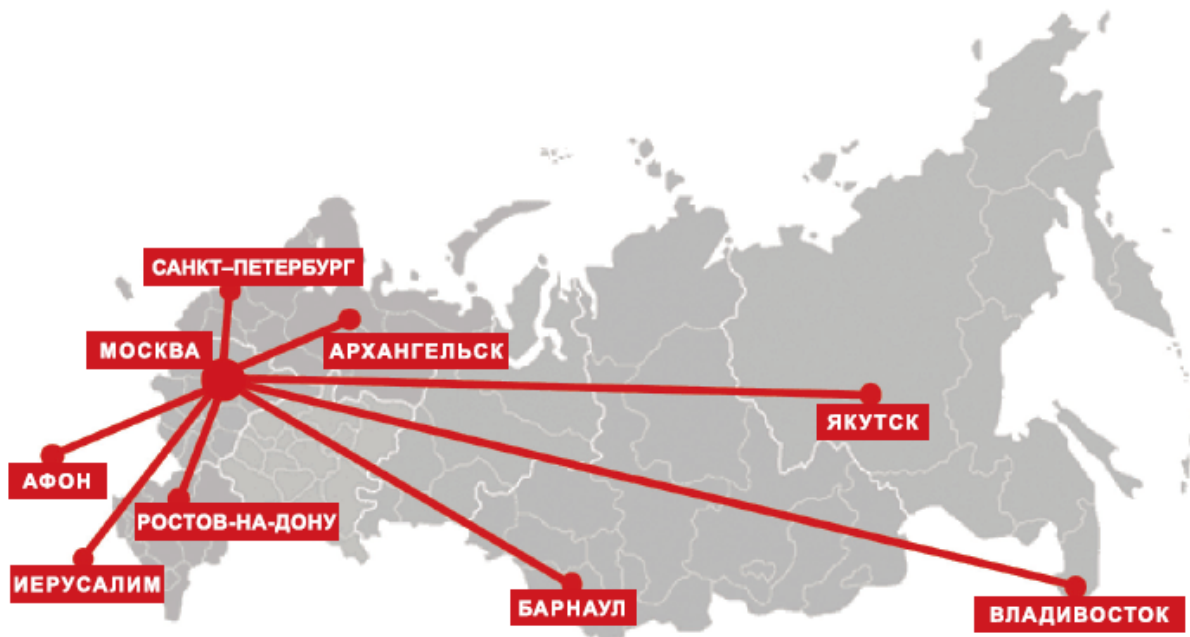 САНКТ–ПЕТЕРБУРГ
МОСКВА
АРХАНГЕЛЬСК
ЯКУТСК
АФОН
РОСТОВ-НА-ДОНУ
ИЕРУСАЛИМ
БАРНАУЛ
ВЛАДИВОСТОК